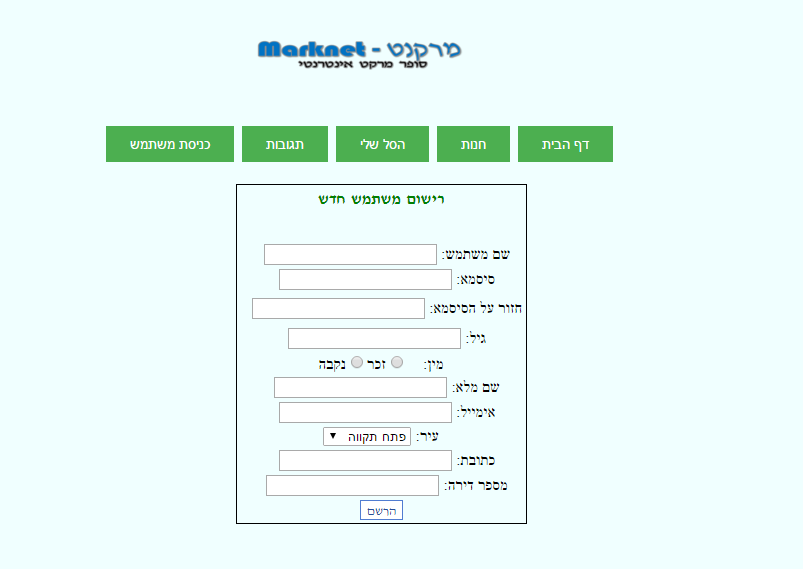 מרקנט - Marknet
סופר מרקט אינטרנטי
דף הבית
חנות
הסל שלי
תגובות
כניסת משתמש
רישום משתמש חדש
שם משתמש:
סיסמא:
חזור על הסיסמא:
גיל:
מין: זכר נקבה
שם מלא:
אימייל:
עיר: פתח תקווה
כתובת:
מספר דירה:
הרשם